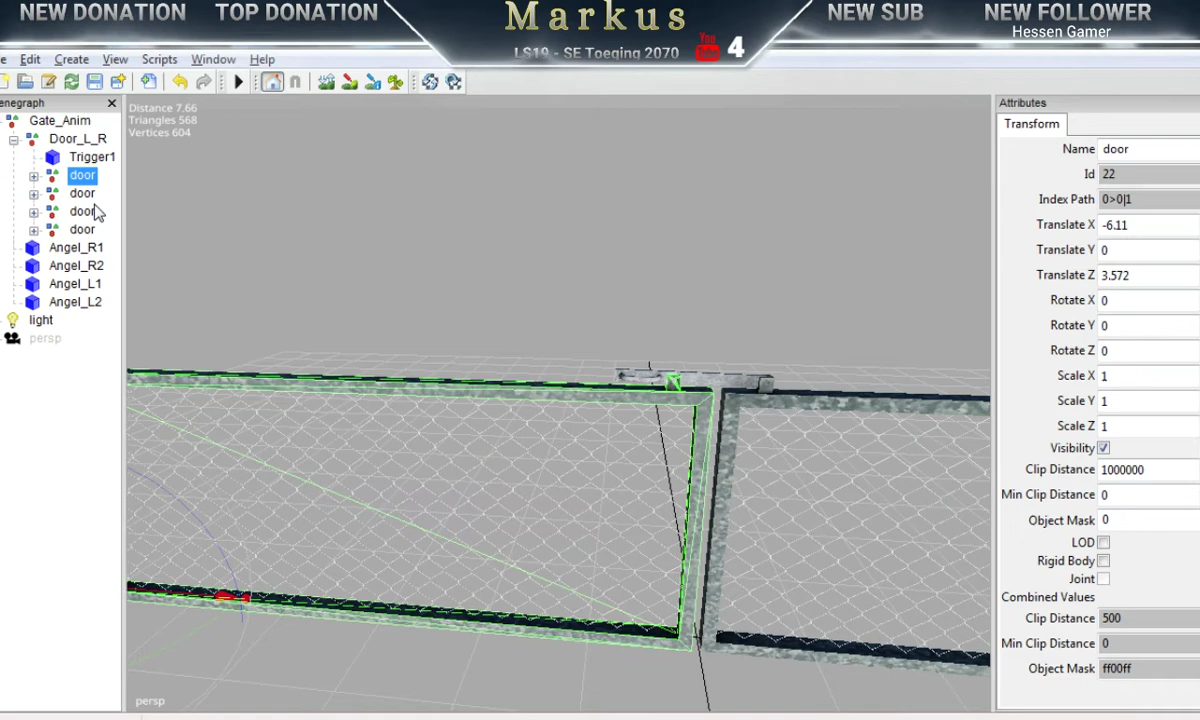 NEW DONATION
TOP DONATION
Markus
NEW SUB
NEW FOLLOWER
Hessen Gamer
LS19 - SE Toeqing 2070
You
Tube
4
Edit Create View Scripts Window Help
enegraph
Gate_Anim
Door_L_R
Trigger1
door
door
door
door
Angel_R1
Angel_R2
Angel_L1
Angel_L2
light
persp
Distance 7.66
Triangles 568
Vertices 604
persp
Attributes
Transform
Name door
Id 22
Index Path 0>0|1
Translate X -6.11
Translate Y 0
Translate Z 3.572
Rotate X 0
Rotate Y 0
Rotate Z 0
Scale X 1
Scale Y 1
Scale Z 1
Visibility
Clip Distance 1000000
Min Clip Distance 0
Object Mask 0
LOD
Rigid Body
Joint
Combined Values
Clip Distance 500
Min Clip Distance 0
Object Mask ff00ff